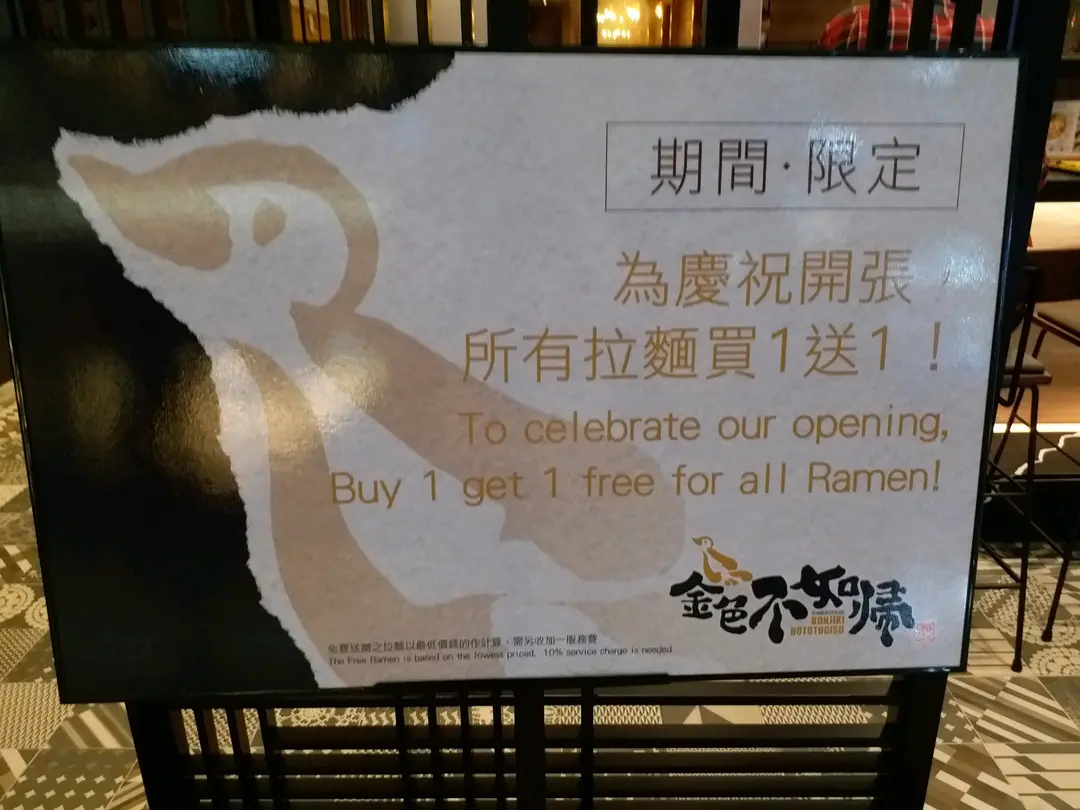 期間·限定
為慶祝開張
所有拉麵買1送1！
To celebrate our opening,
Buy 1 get 1 free for all Ramen!
金色不如帰
KONJIKI
HOTOTOGISU
免費送贈之拉麵以最低價錢的作計算，需另收加一服務費
The Free Ramen is based on the lowest priced. 10% service charge is needed